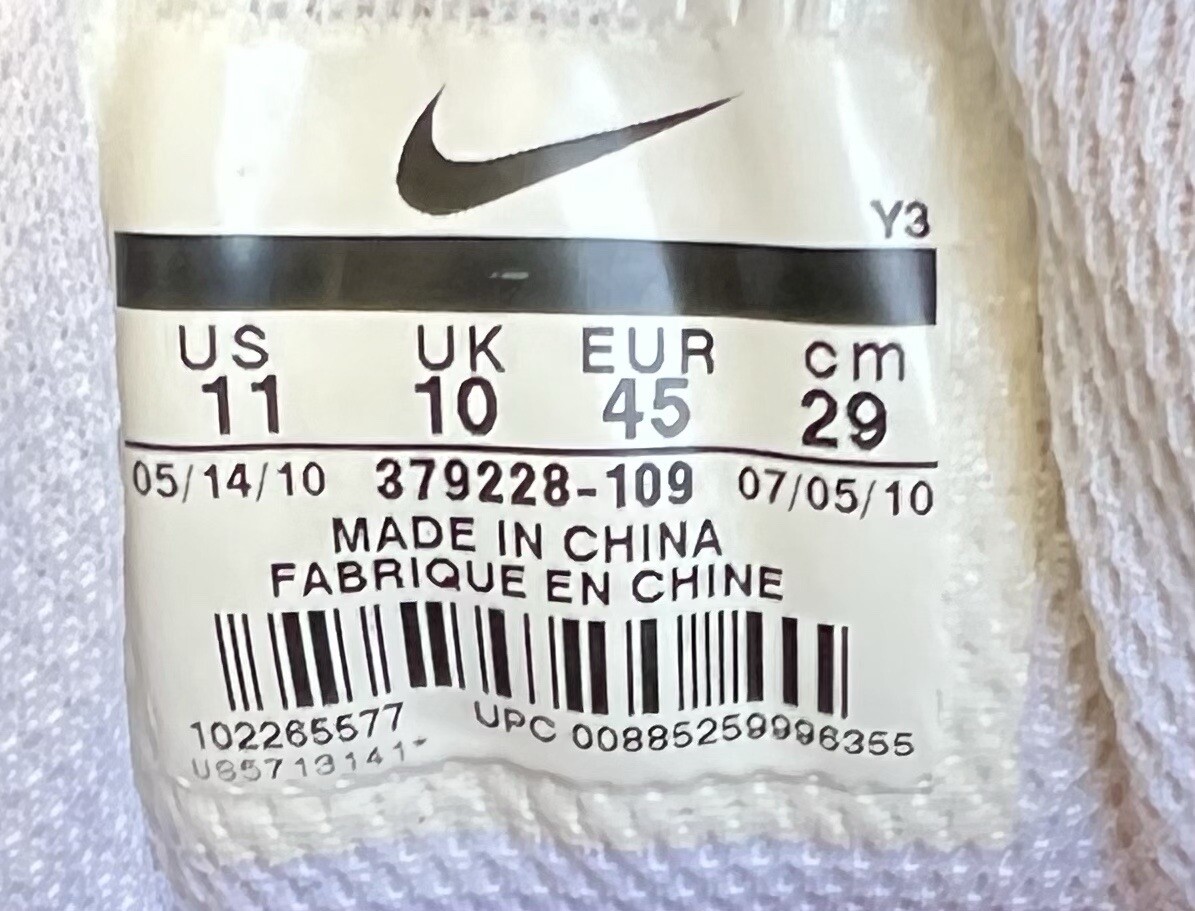 Y3
US UK EUR cm
11 10 45 29
05/14/10 379228-109 07/05/10
MADE IN CHINA
FABRIQUE EN CHINE
102265577 UPC 00885259996355
U85713141*